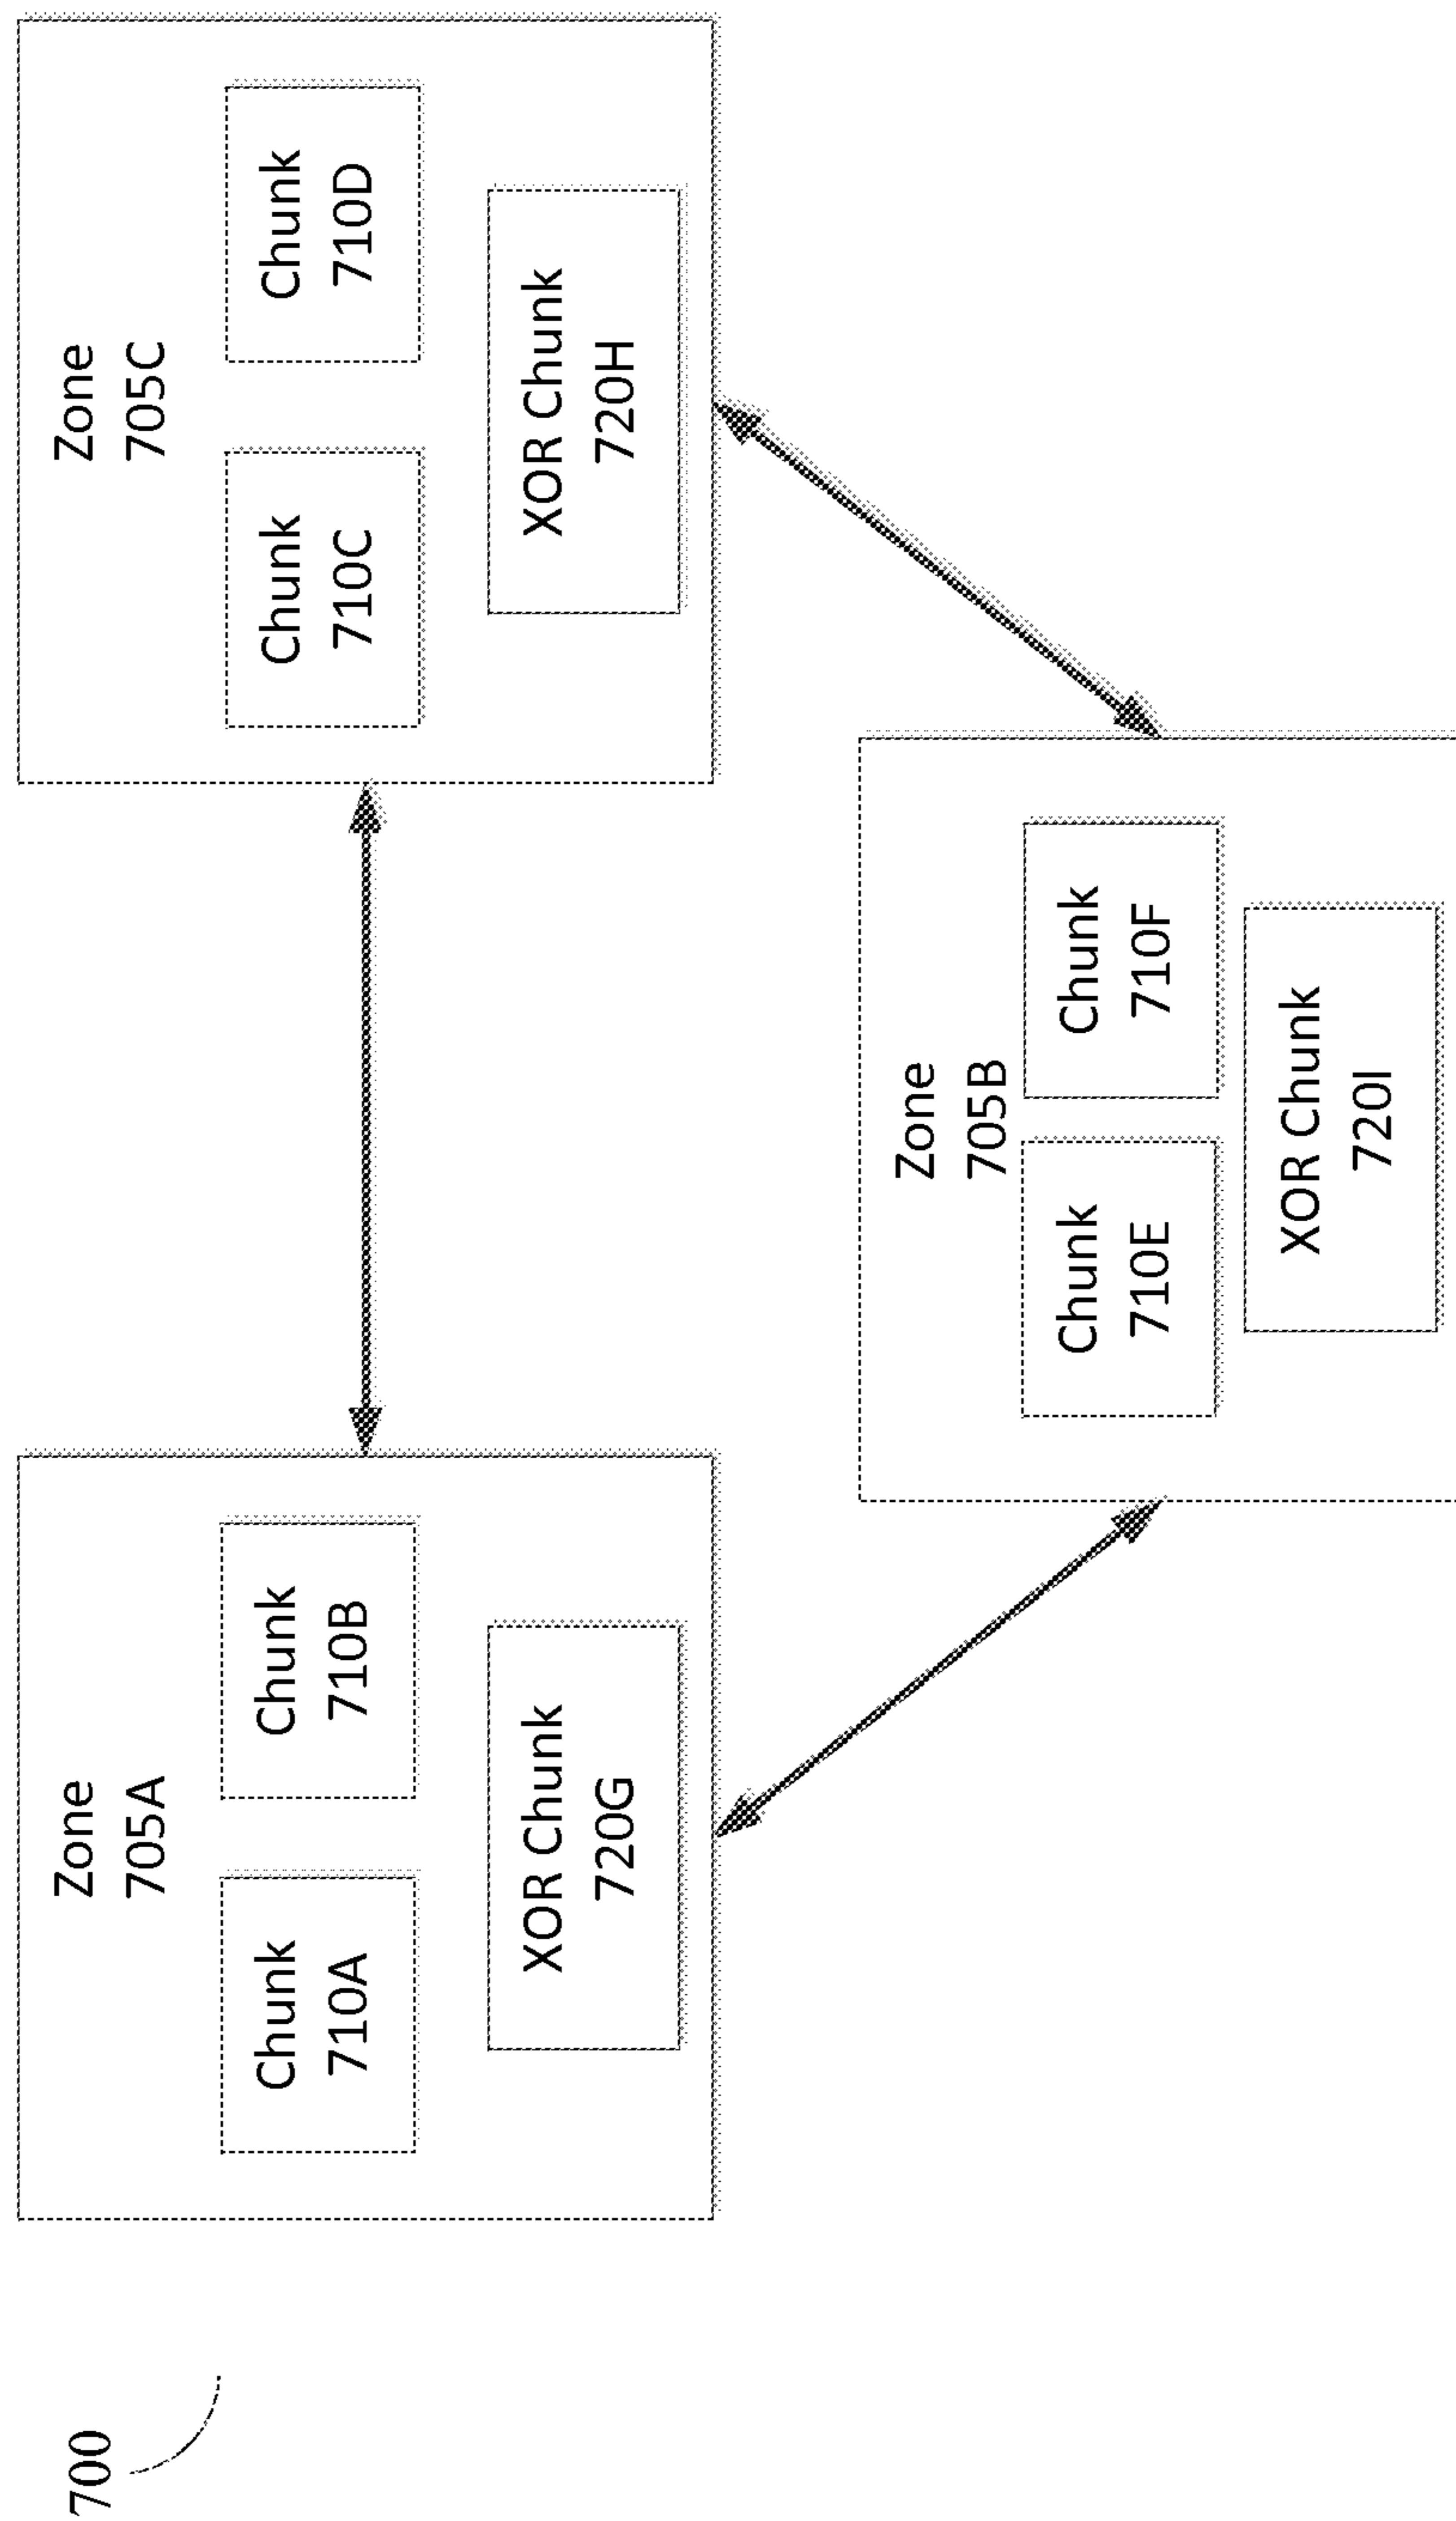 700
Zone
705A
Chunk
710A
Chunk
710B
XOR Chunk
720G
Zone
705C
Chunk
710C
Chunk
710D
XOR Chunk
720H
Zone
705B
Chunk
710E
Chunk
710F
XOR Chunk
720I